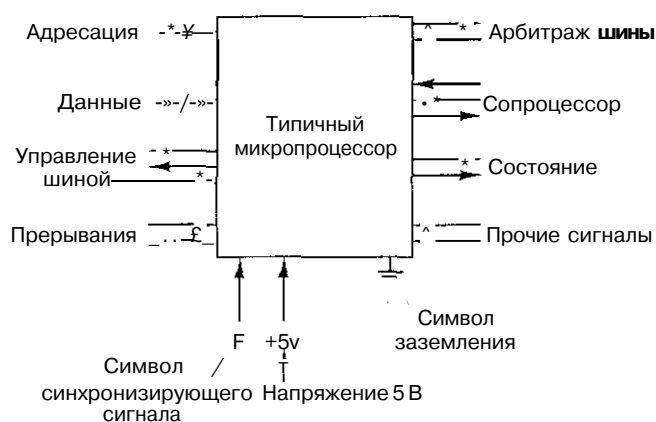 Адресация
Арбитраж шины
Данные
Сопроцессор
Типичный
микропроцессор
Управление
шиной
Состояние
Прерывания
Прочие сигналы
Символ
заземления
F +5v
Символ
синхронизирующего
сигнала
Напряжение 5 В